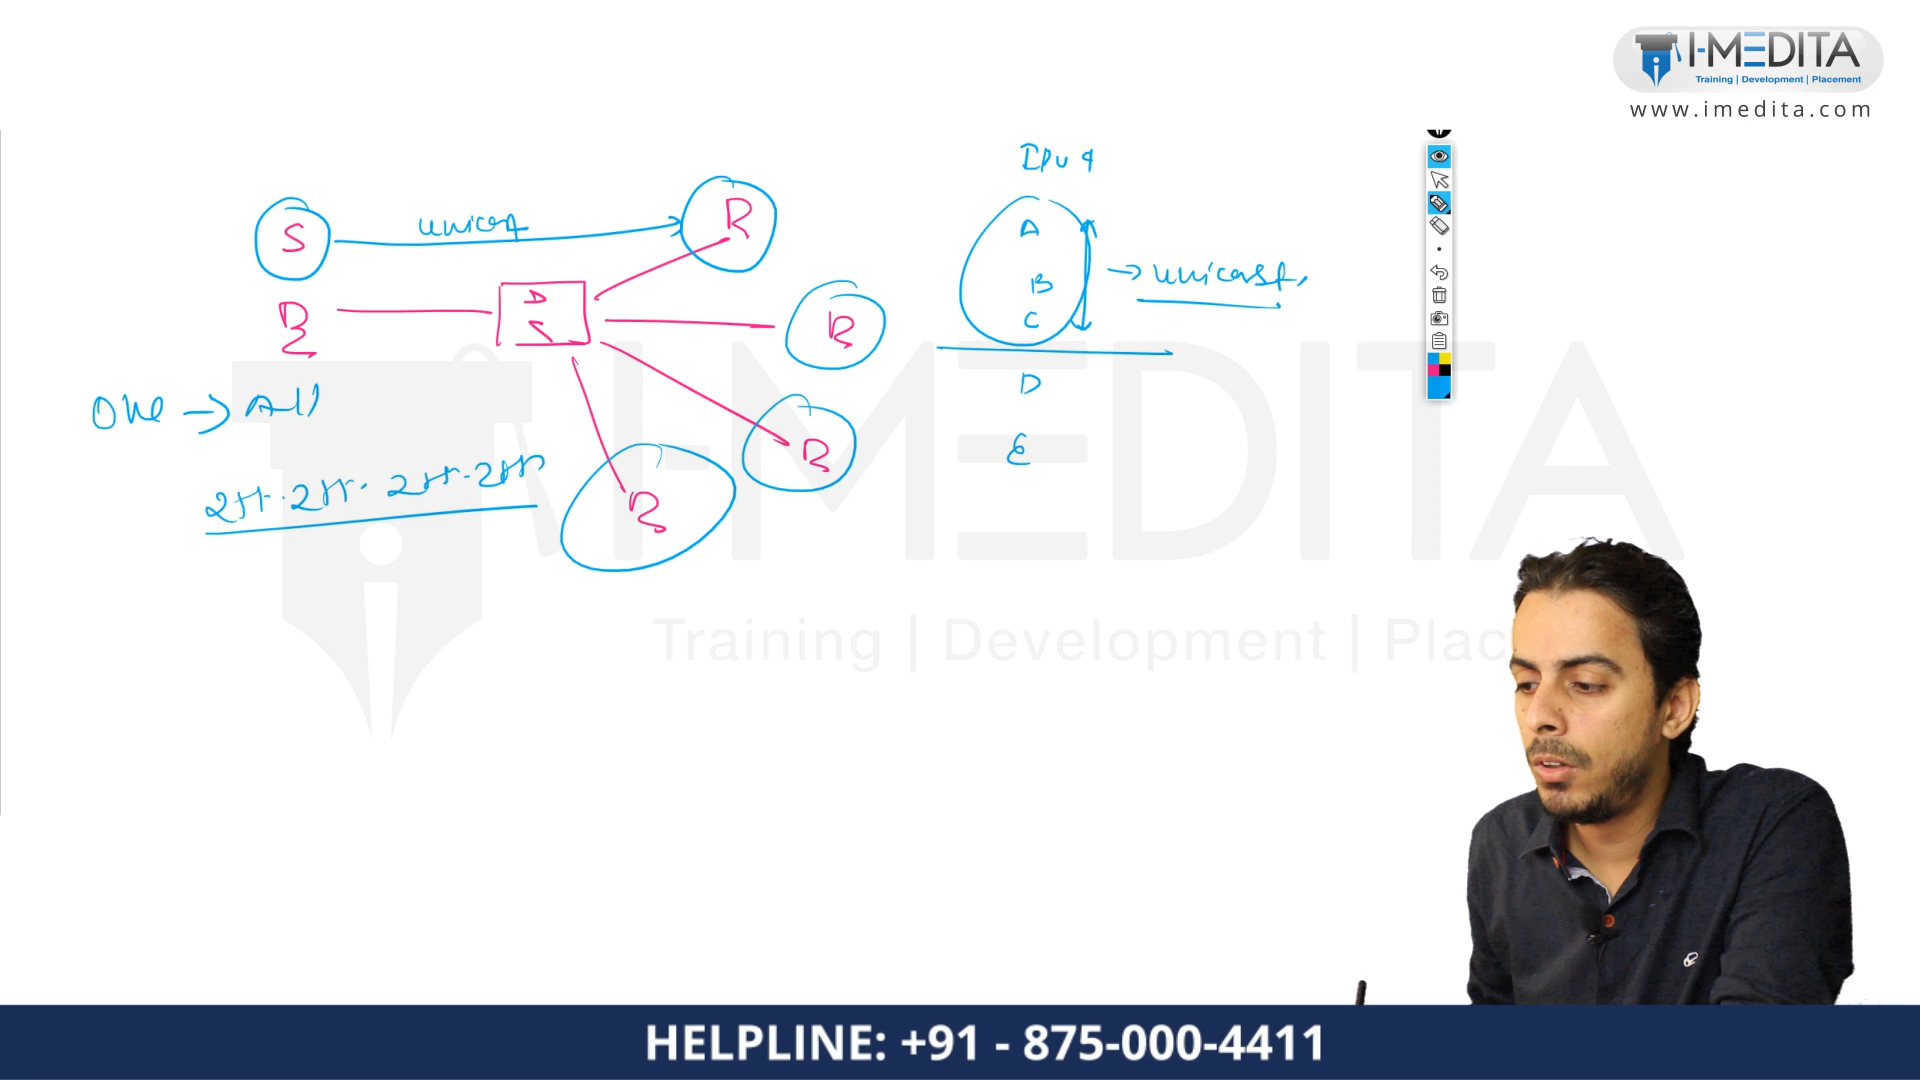 I-MEDITA
Training | Development | Placement
www.imedita.com
IPv4
S
unicast
R
A
B
→ unicast
C
R
D
S
R
One → All
D
E
R
255.255.255.255
R
I-MEDITA
Training | Development | Plac
HELPLINE: +91 - 875-000-4411